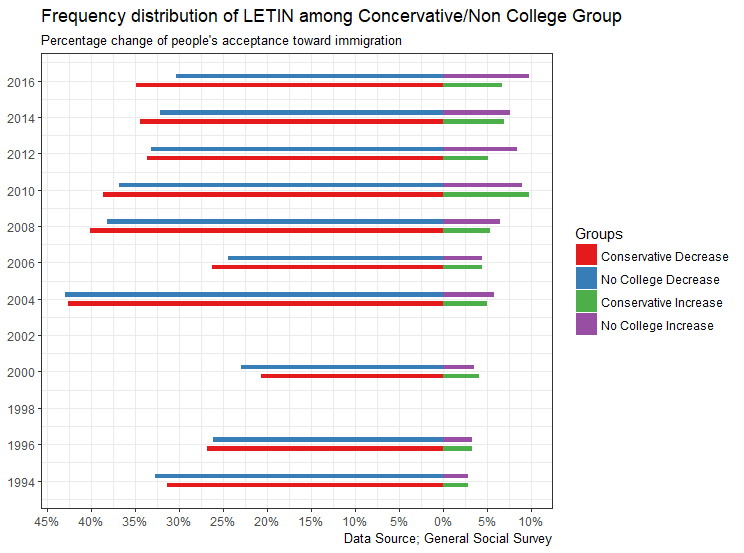 Frequency distribution of LETIN among Concervative/Non College Group
Percentage change of people's acceptance toward immigration
2016
2014
2012
2010
2008
2006
2004
2002
2000
1998
1996
1994
45% 40% 35% 30% 25% 20% 15% 10% 5% 0% 5% 10%
Data Source; General Social Survey
Groups
Conservative Decrease
No College Decrease
Conservative Increase
No College Increase